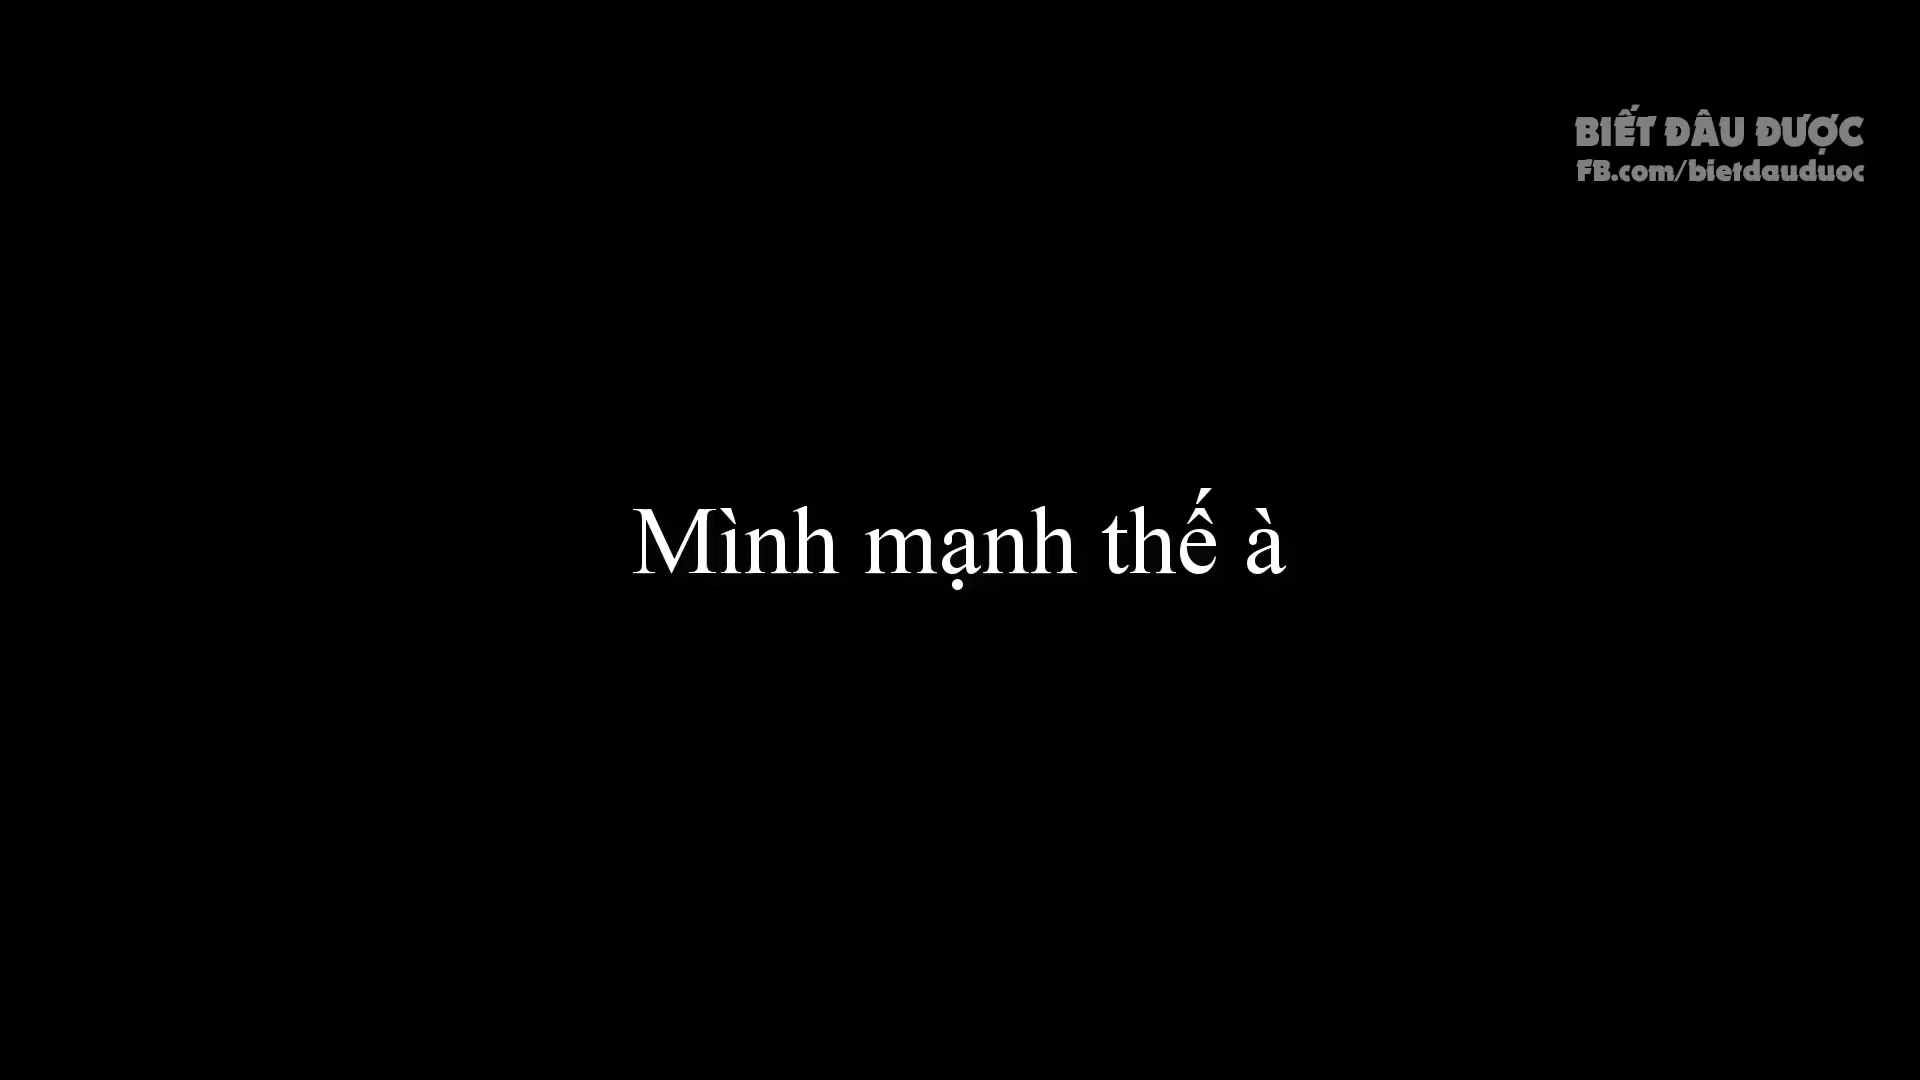 BIẾT ĐÂU ĐƯỢC
FB.com/bietdauduoc
Mình mạnh thế à